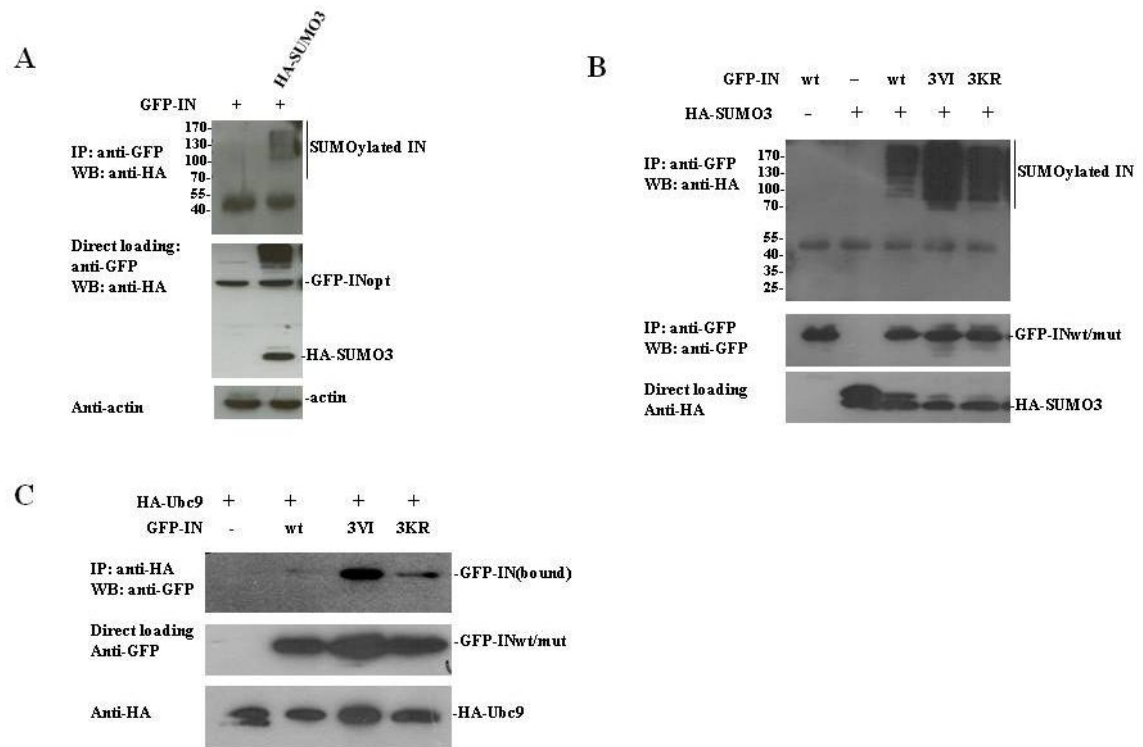 A
HA-SUMO3
GFP-IN + +
170-
130-
100-
70-
55-
40-
IP: anti-GFP
WB: anti-HA
SUMOylated IN
Direct loading:
anti-GFP
WB: anti-HA
-GFP-INopt
-HA-SUMO3
Anti-actin
-actin
B
GFP-IN wt – wt 3VI 3KR
HA-SUMO3 - + + + +
IP: anti-GFP
WB: anti-HA
170-
130-
100-
70-
55-
40-
35-
25-
SUMOylated IN
IP: anti-GFP
WB: anti-GFP
-GFP-INwt/mut
Direct loading
Anti-HA
-HA-SUMO3
C
HA-Ubc9 + + + +
GFP-IN - wt 3VI 3KR
IP: anti-HA
WB: anti-GFP
-GFP-IN(bound)
Direct loading
Anti-GFP
-GFP-INwt/mut
Anti-HA
-HA-Ubc9